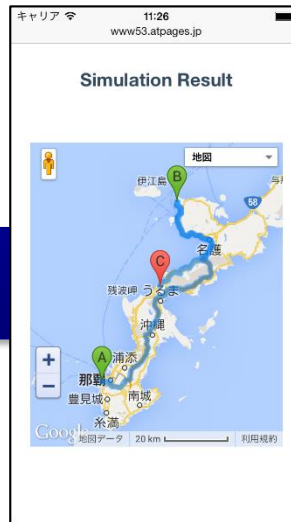 キャリア 11:26
www53.atpages.jp
Simulation Result
地図
B
伊江島
58
名護
C
残波岬 うるま
沖縄
A
浦添
那覇
豊見城 南城
糸満
Google 地図データ 20 km 利用規約
+
−